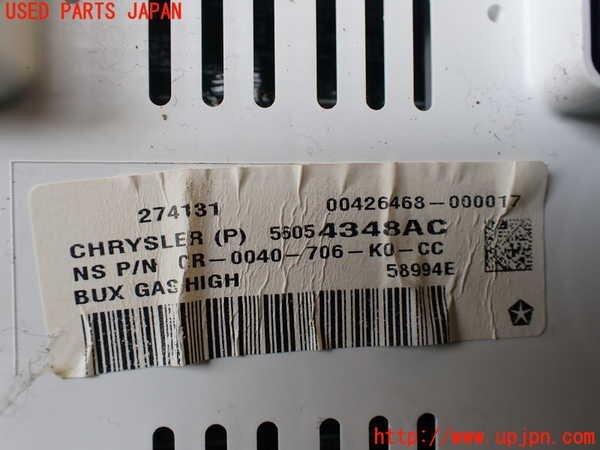 USED PARTS JAPAN
274131 00426468-000017
CHRYSLER (P) 56054348AC
NS P/N CR-0040-706-K0-CC
58994E
BUX GAS HIGH
http://www.upjpn.com/